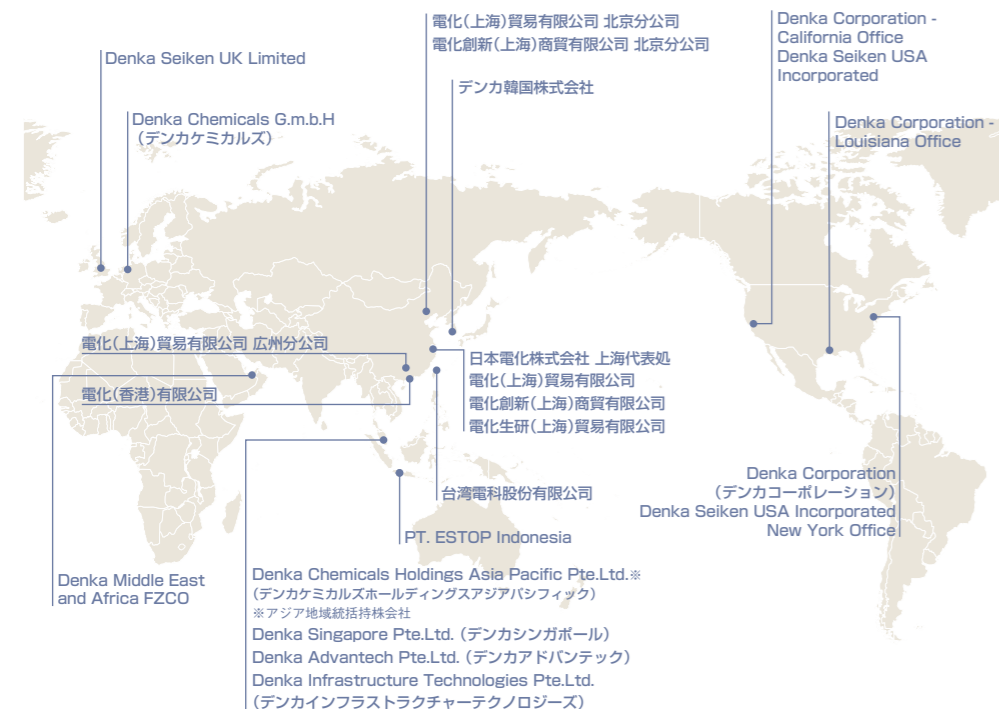 電化(上海)貿易有限公司 北京分公司
電化創新(上海)商貿有限公司 北京分公司
Denka Corporation -
California Office
Denka Seiken USA
Incorporated
Denka Seiken UK Limited
デンカ韓国株式会社
Denka Chemicals G.m.b.H
(デンカケミカルズ)
Denka Corporation -
Louisiana Office
電化(上海)貿易有限公司 広州分公司
電化(香港)有限公司
日本電化株式会社 上海代表処
電化(上海)貿易有限公司
電化創新(上海)商貿有限公司
電化生研(上海)貿易有限公司
台湾電科股份有限公司
Denka Corporation
(デンカコーポレーション)
Denka Seiken USA Incorporated
New York Office
PT. ESTOP Indonesia
Denka Middle East
and Africa FZCO
Denka Chemicals Holdings Asia Pacific Pte.Ltd.※
(デンカケミカルズホールディングスアジアパシフィック)
※アジア地域統括持株会社
Denka Singapore Pte.Ltd. (デンカシンガポール)
Denka Advantech Pte.Ltd. (デンカアドバンテック)
Denka Infrastructure Technologies Pte.Ltd.
(デンカインフラストラクチャーテクノロジーズ)